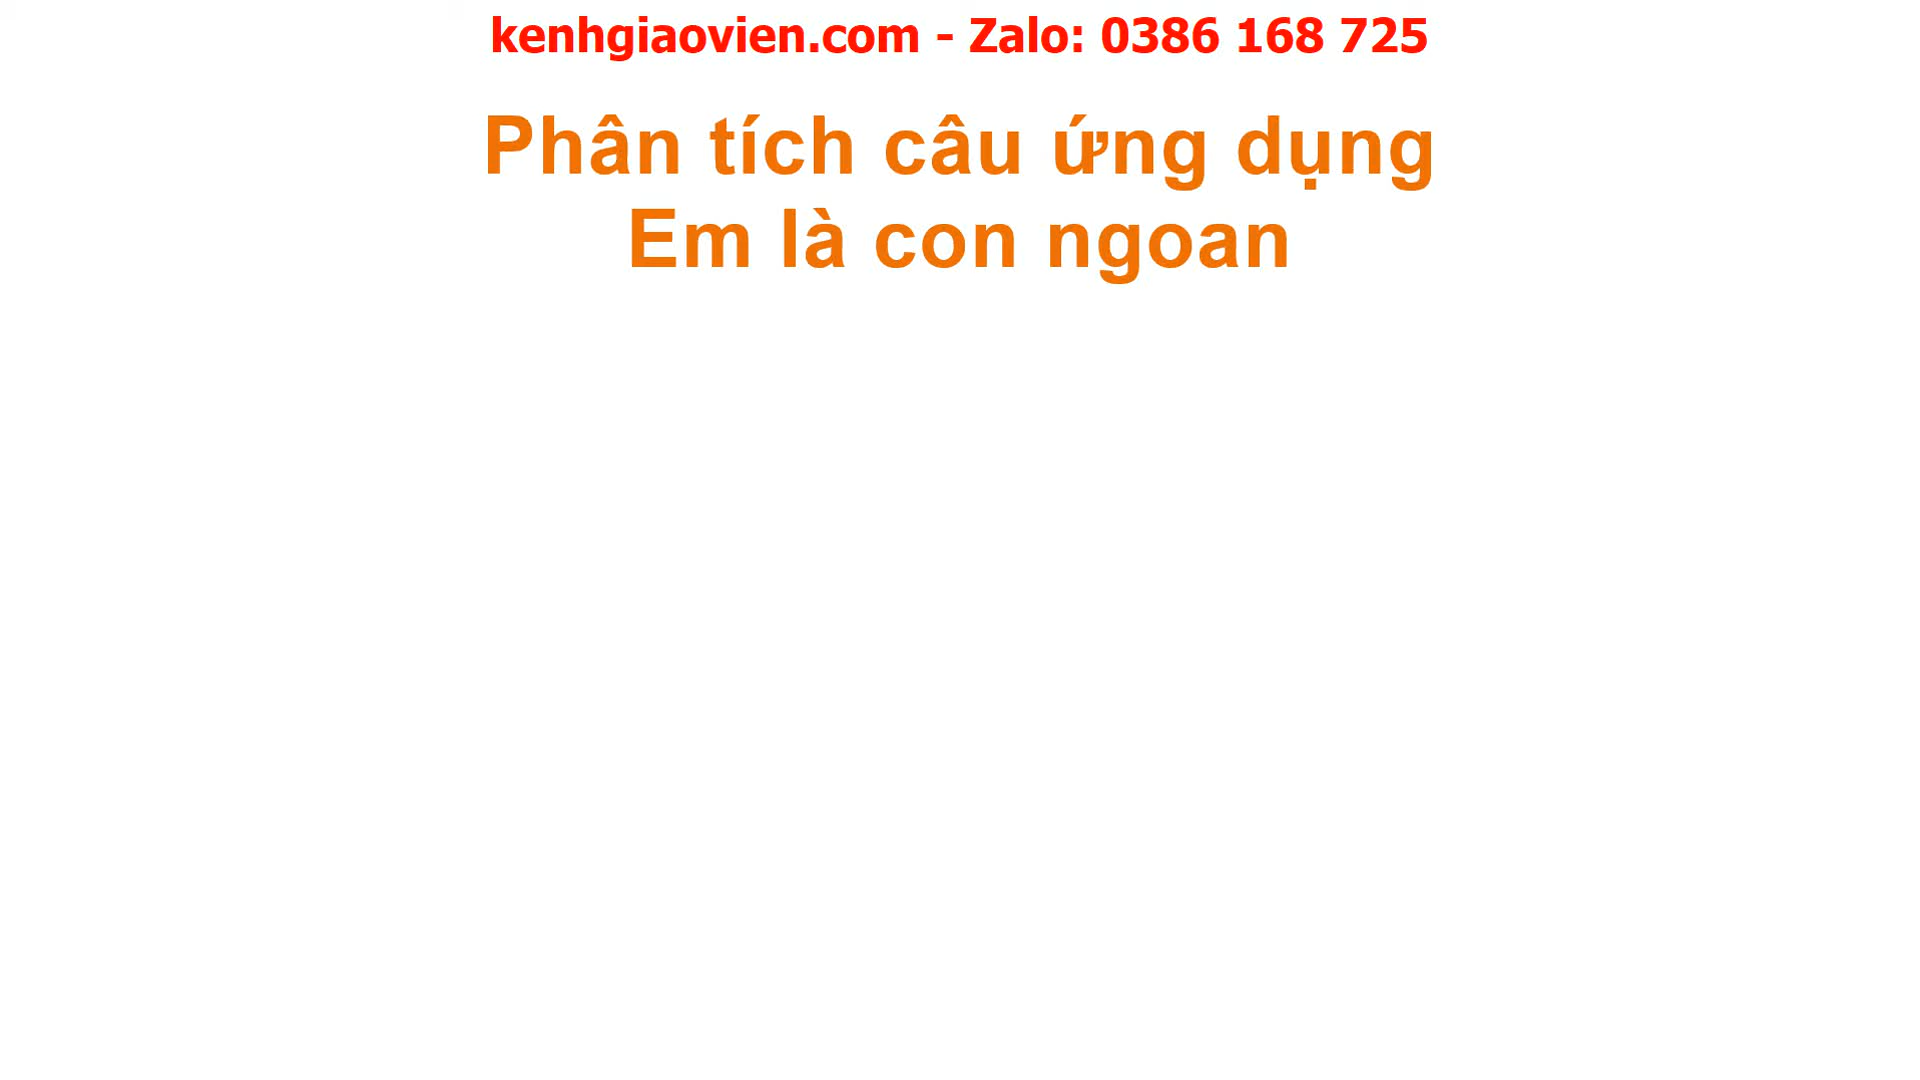 kenhgiaovien.com - Zalo: 0386 168 725
Phân tích câu ứng dụng
Em là con ngoan